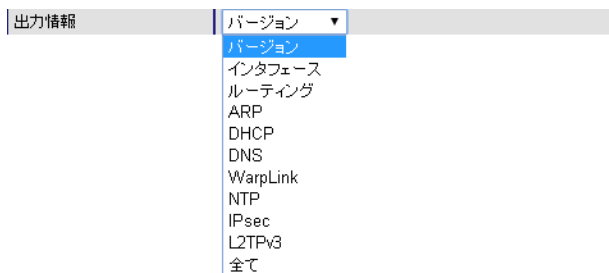 出力情報 バージョン ▼
バージョン
インタフェース
ルーティング
ARP
DHCP
DNS
WarpLink
NTP
IPsec
L2TPv3
全て